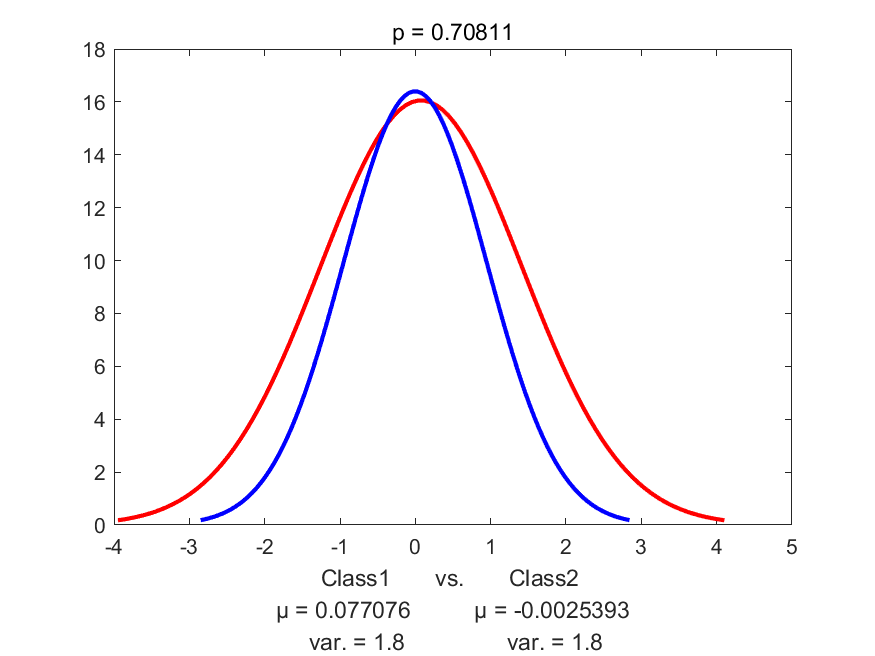 p = 0.70811
18
16
14
12
10
8
6
4
2
0
-4 -3 -2 -1 0 1 2 3 4 5
Class1 vs. Class2
μ = 0.077076 μ = -0.0025393
var. = 1.8 var. = 1.8